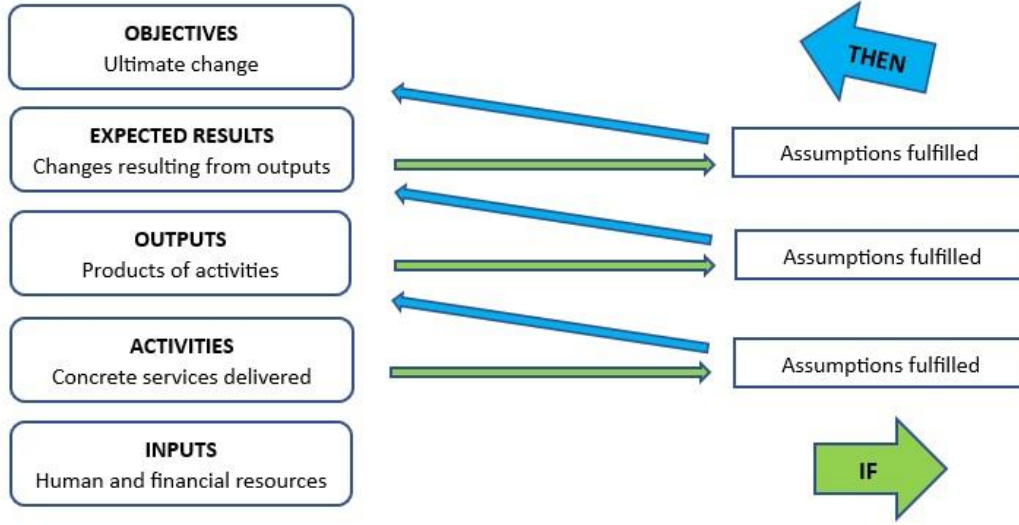 OBJECTIVES
Ultimate change
THEN
EXPECTED RESULTS
Changes resulting from outputs
Assumptions fulfilled
OUTPUTS
Products of activities
Assumptions fulfilled
ACTIVITIES
Concrete services delivered
Assumptions fulfilled
INPUTS
Human and financial resources
IF